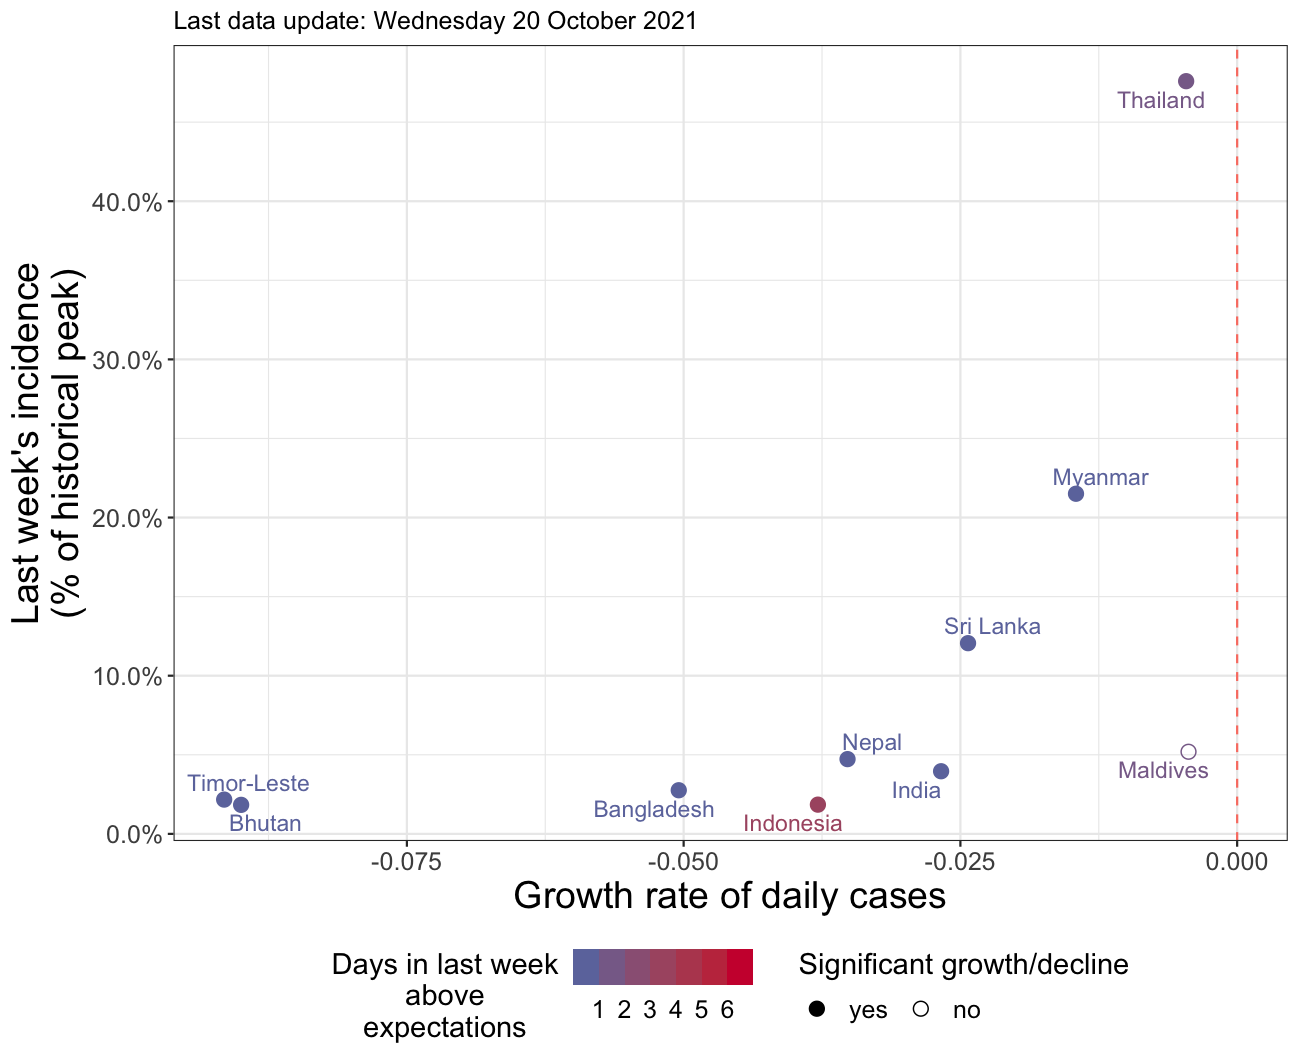 Last data update: Wednesday 20 October 2021
Last week's incidence
(% of historical peak)
40.0%
30.0%
20.0%
10.0%
0.0%
Thailand
Myanmar
Sri Lanka
Nepal
Maldives
India
Timor-Leste
Bangladesh
Bhutan
Indonesia
-0.075
-0.050
-0.025
0.000
Growth rate of daily cases
Days in last week
above
expectations
1 2 3 4 5 6
Significant growth/decline
yes no